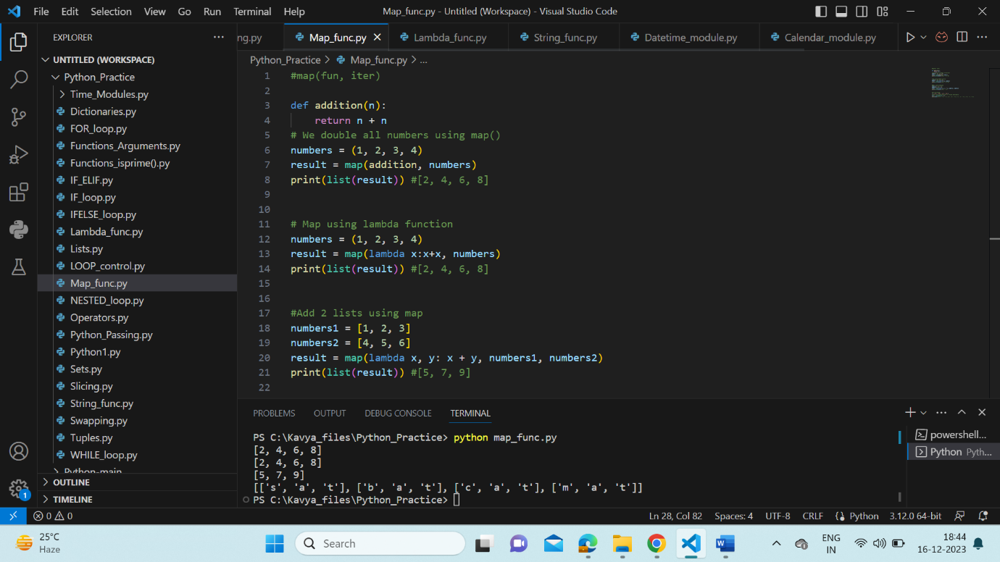 File Edit Selection View Go Run Terminal Help
Map_func.py - Untitled (Workspace) - Visual Studio Code
EXPLORER
UNTITLED (WORKSPACE)
Python_Practice
Time_Modules.py
Dictionaries.py
FOR_loop.py
Functions_Arguments.py
Functions_isprime().py
IF_ELIF.py
IF_loop.py
IFELSE_loop.py
Lambda_func.py
Lists.py
LOOP_control.py
Map_func.py
NESTED_loop.py
Operators.py
Python_Passing.py
Python1.py
Sets.py
Slicing.py
String_func.py
Swapping.py
Tuples.py
WHILE_loop.py
Python-main
OUTLINE
TIMELINE
ng.py Map_func.py Lambda_func.py String_func.py Datetime_module.py Calendar_module.py
Python_Practice > Map_func.py > ...
1 #map(fun, iter)
2
3 def addition(n):
4     return n + n
5 # We double all numbers using map()
6 numbers = (1, 2, 3, 4)
7 result = map(addition, numbers)
8 print(list(result)) #[2, 4, 6, 8]
9
10
11 # Map using lambda function
12 numbers = (1, 2, 3, 4)
13 result = map(lambda x:x+x, numbers)
14 print(list(result)) #[2, 4, 6, 8]
15
16
17 #Add 2 lists using map
18 numbers1 = [1, 2, 3]
19 numbers2 = [4, 5, 6]
20 result = map(lambda x, y: x + y, numbers1, numbers2)
21 print(list(result)) #[5, 7, 9]
22
PROBLEMS OUTPUT DEBUG CONSOLE TERMINAL
PS C:\Kavya_files\Python_Practice> python map_func.py
[2, 4, 6, 8]
[2, 4, 6, 8]
[5, 7, 9]
[['s', 'a', 't'], ['b', 'a', 't'], ['c', 'a', 't'], ['m', 'a', 't']]
PS C:\Kavya_files\Python_Practice>
powershell...
Python Pyth...
1
0 0 Ln 28, Col 82 Spaces: 4 UTF-8 CRLF Python 3.12.0 64-bit
25°C
Haze
Search
ENG
IN
18:44
16-12-2023